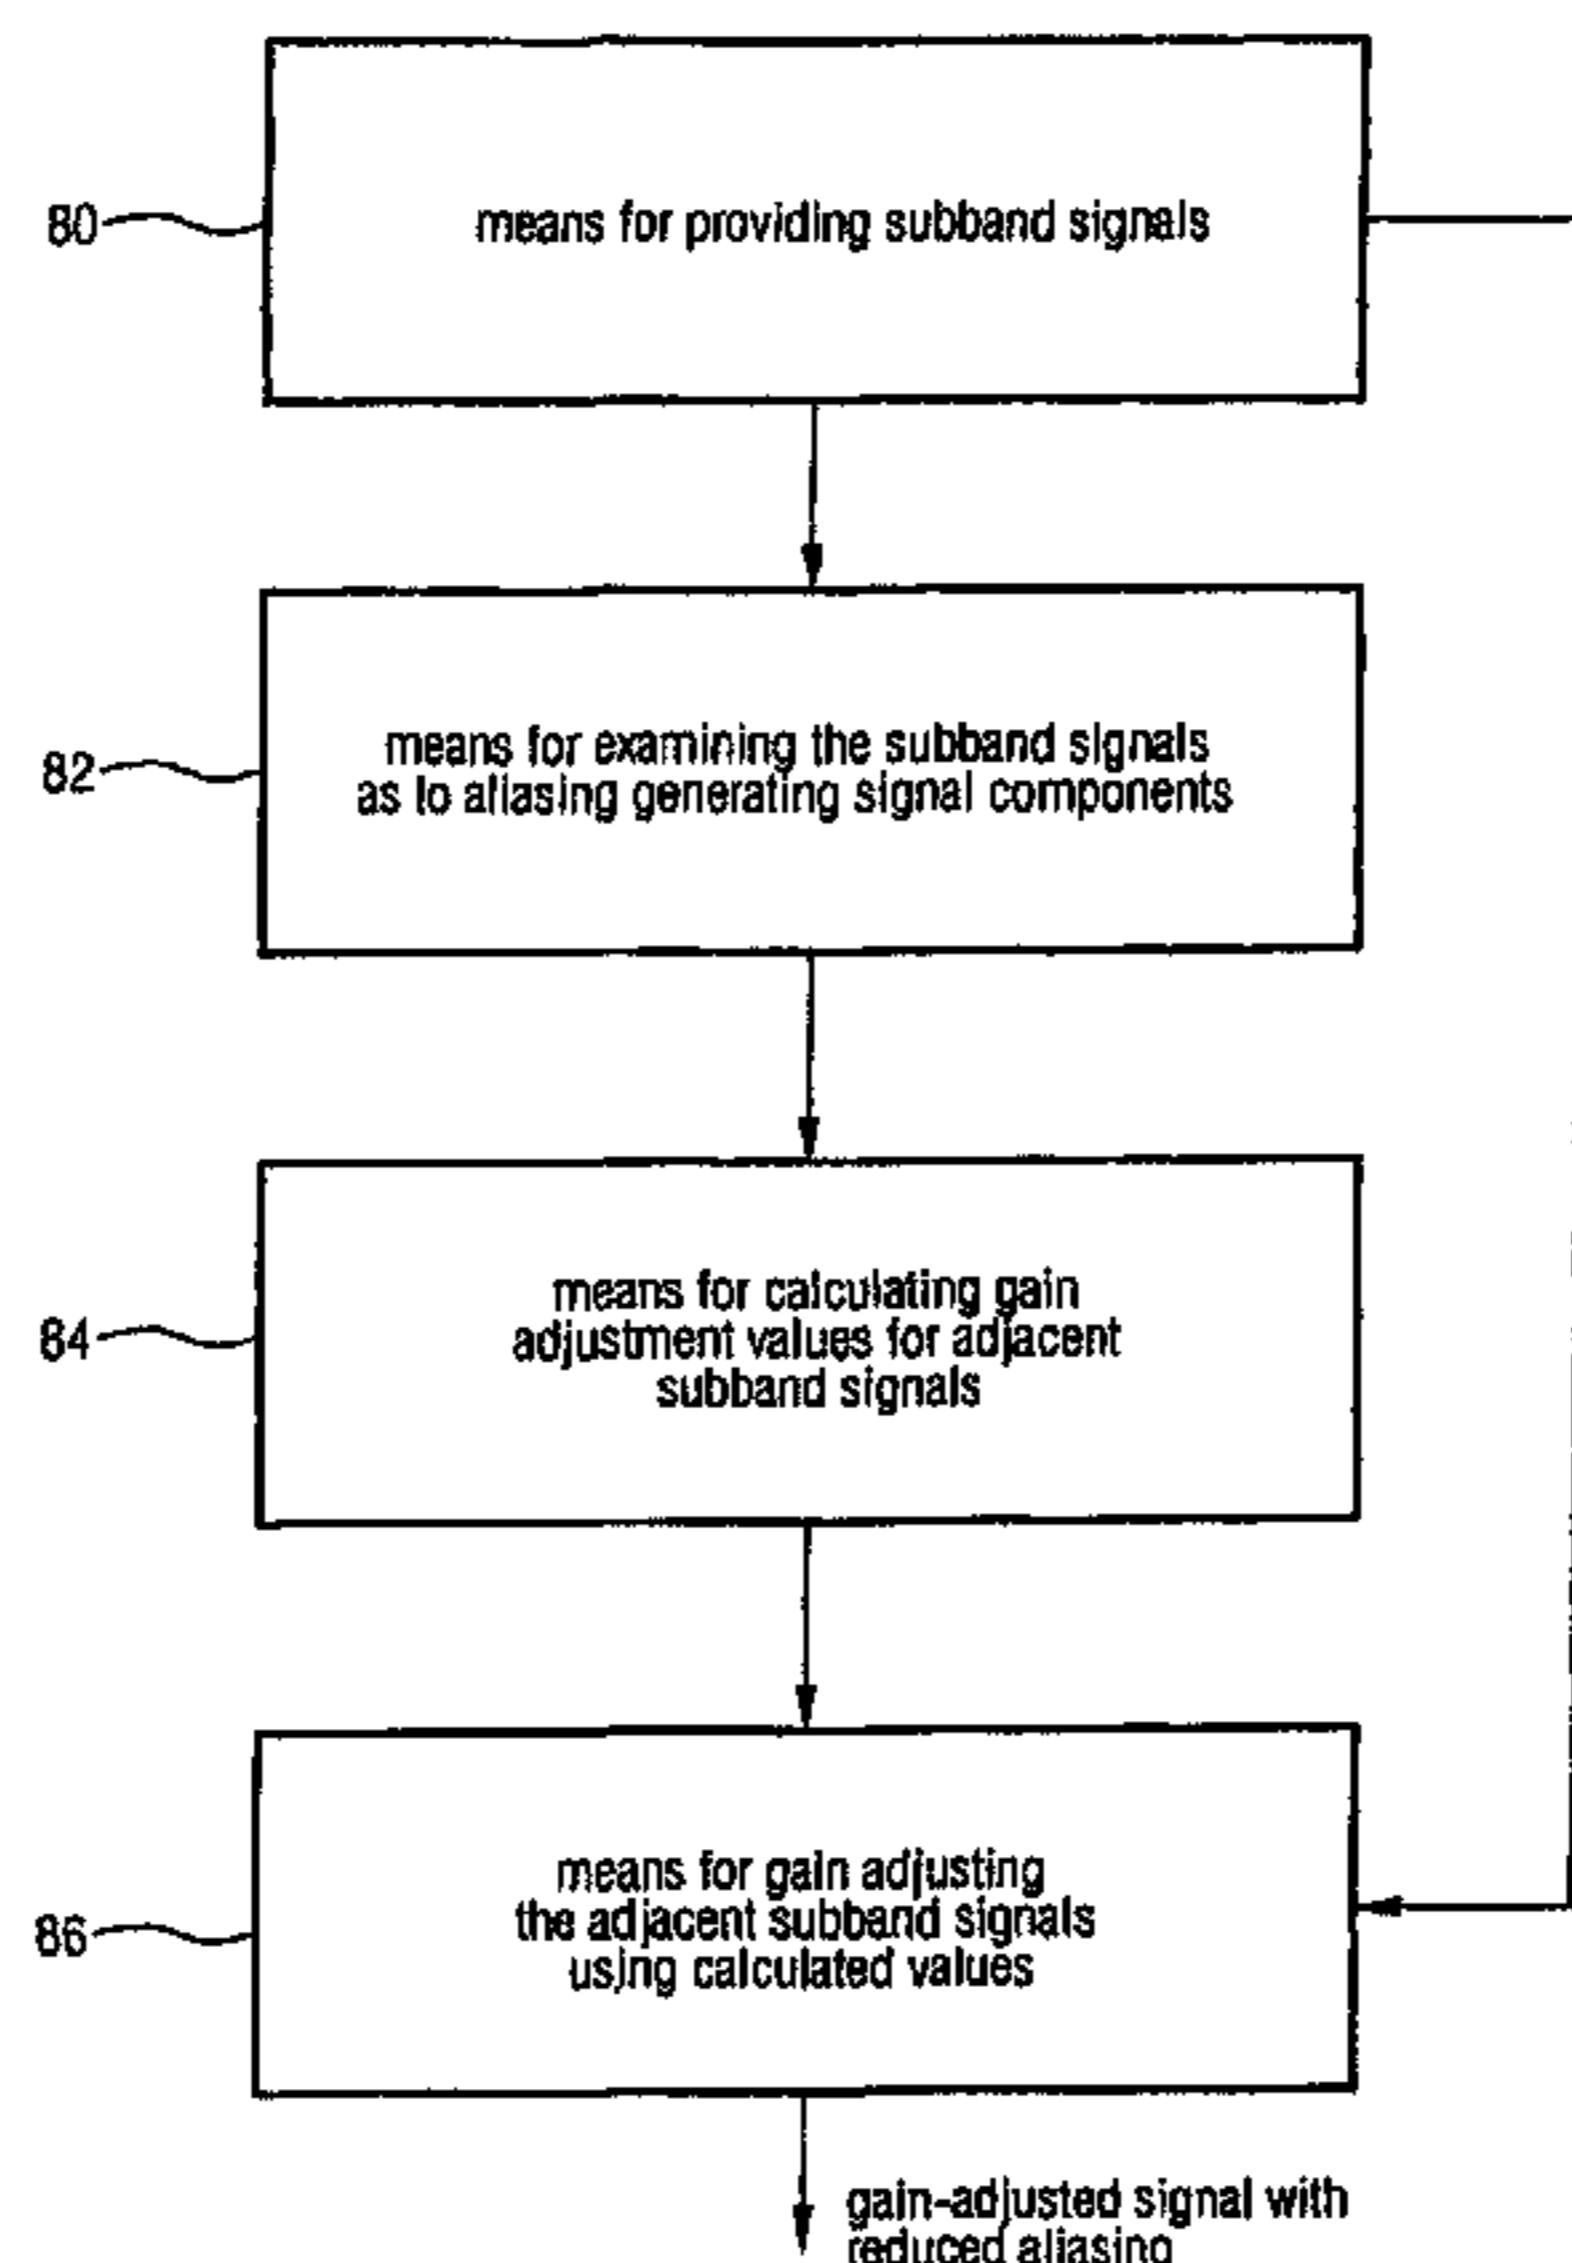 80
means for providing subband signals
82
means for examining the subband signals
as to aliasing generating signal components
84
means for calculating gain
adjustment values for adjacent
subband signals
86
means for gain adjusting
the adjacent subband signals
using calculated values
gain-adjusted signal with
reduced aliasing